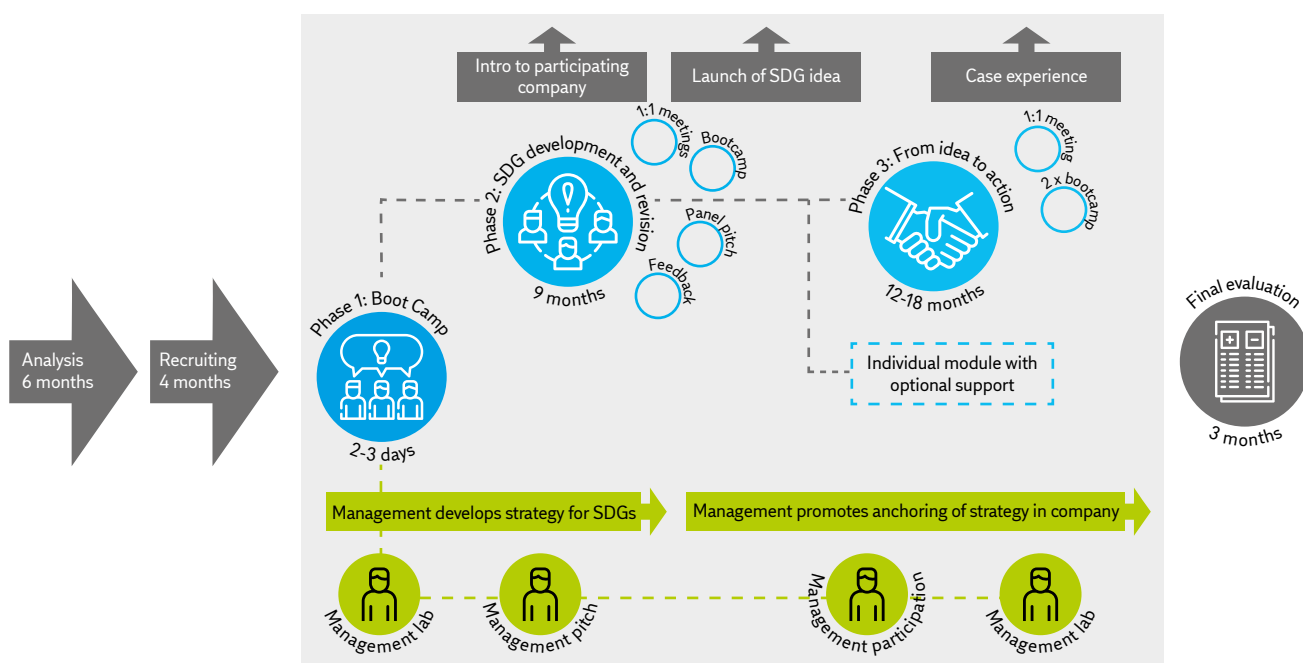 Intro to participating
company
Launch of SDG idea
Case experience
Phase 2: SDG development and revision
9 months
1:1 meetings
Bootcamp
Panel pitch
Feedback
Phase 3: From idea to action
12-18 months
1:1 meeting
2 x bootcamp
Analysis
6 months
Recruiting
4 months
Phase 1: Boot Camp
2-3 days
Individual module with
optional support
Final evaluation
3 months
Management develops strategy for SDGs
Management promotes anchoring of strategy in company
Management lab
Management pitch
Management participation
Management lab